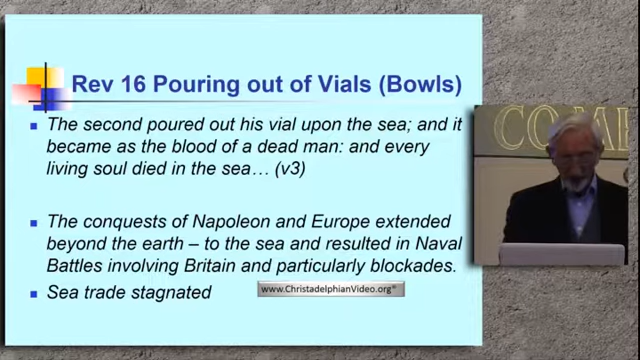 Rev 16 Pouring out of Vials (Bowls)
The second poured out his vial upon the sea; and it
became as the blood of a dead man: and every
living soul died in the sea… (v3)
The conquests of Napoleon and Europe extended
beyond the earth – to the sea and resulted in Naval
Battles involving Britain and particularly blockades.
Sea trade stagnated
www.ChristadelphianVideo.org®